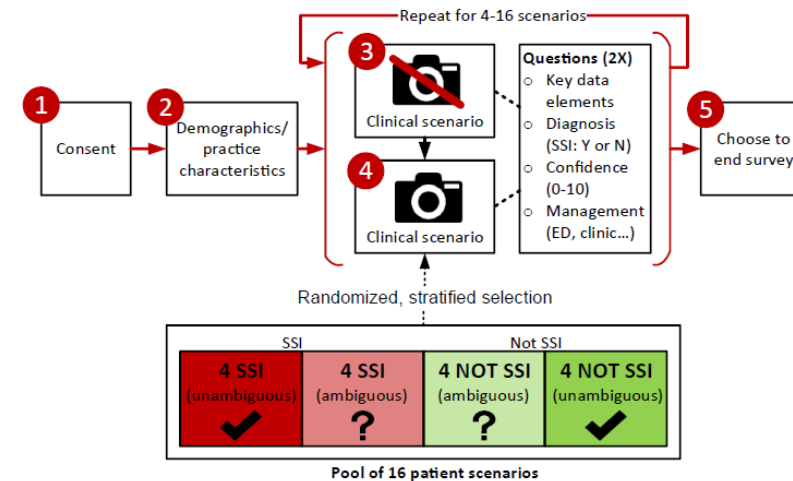 Repeat for 4-16 scenarios
1
Consent
2
Demographics/
practice
characteristics
3
Clinical scenario
4
Clinical scenario
Questions (2X)
o Key data
elements
o Diagnosis
(SSI: Y or N)
o Confidence
(0-10)
o Management
(ED, clinic...)
5
Choose to
end survey
Randomized, stratified selection
SSI
Not SSI
4 SSI
(unambiguous)
4 SSI
(ambiguous)
?
4 NOT SSI
(ambiguous)
?
4 NOT SSI
(unambiguous)
Pool of 16 patient scenarios